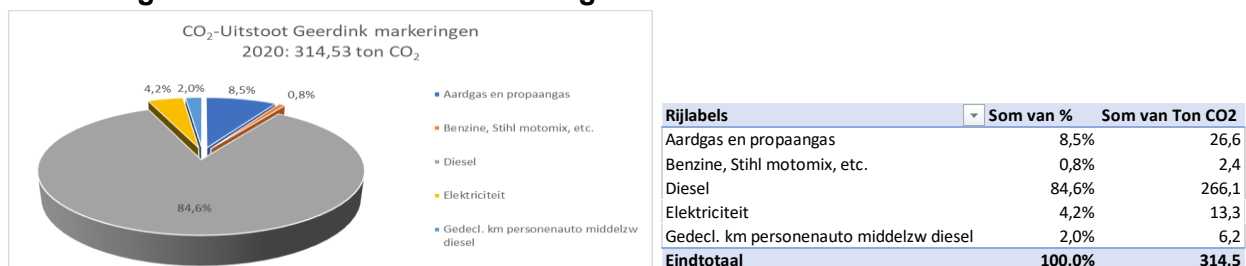 CO₂-Uitstoot Geerdink markeringen
2020: 314,53 ton CO₂
4,2% 2,0% 8,5% 0,8%
84,6%
Aardgas en propaangas
Benzine, Stihl motomix, etc.
Diesel
Elektriciteit
Gedecl. km personenauto middelzw
diesel
Rijlabels Som van % Som van Ton CO2
Aardgas en propaangas 8,5% 26,6
Benzine, Stihl motomix, etc. 0,8% 2,4
Diesel 84,6% 266,1
Elektriciteit 4,2% 13,3
Gedecl. km personenauto middelzw diesel 2,0% 6,2
Eindtotaal 100,0% 314,5